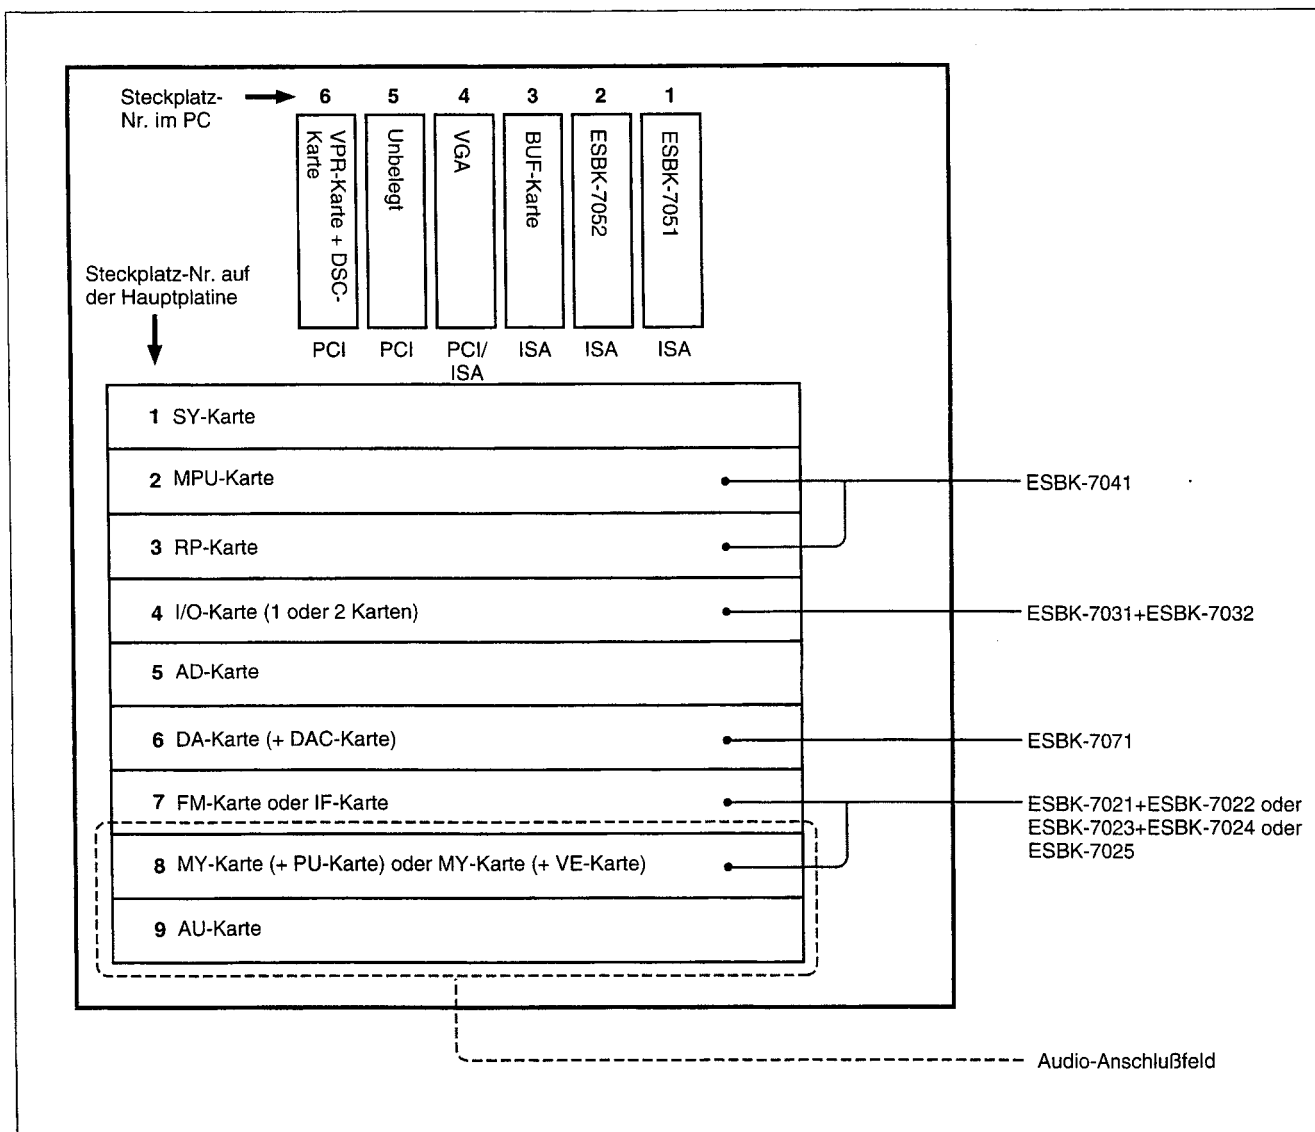 Steckplatz-
Nr. im PC
6 5 4 3 2 1
VPR-Karte + DSC-
Karte
Unbelegt
VGA
BUF-Karte
ESBK-7052
ESBK-7051
PCI PCI PCI/ ISA ISA ISA
ISA
Steckplatz-Nr. auf
der Hauptplatine
1 SY-Karte
2 MPU-Karte
3 RP-Karte
4 I/O-Karte (1 oder 2 Karten)
5 AD-Karte
6 DA-Karte (+ DAC-Karte)
7 FM-Karte oder IF-Karte
8 MY-Karte (+ PU-Karte) oder MY-Karte (+ VE-Karte)
9 AU-Karte
ESBK-7041
ESBK-7031+ESBK-7032
ESBK-7071
ESBK-7021+ESBK-7022 oder
ESBK-7023+ESBK-7024 oder
ESBK-7025
Audio-Anschlußfeld